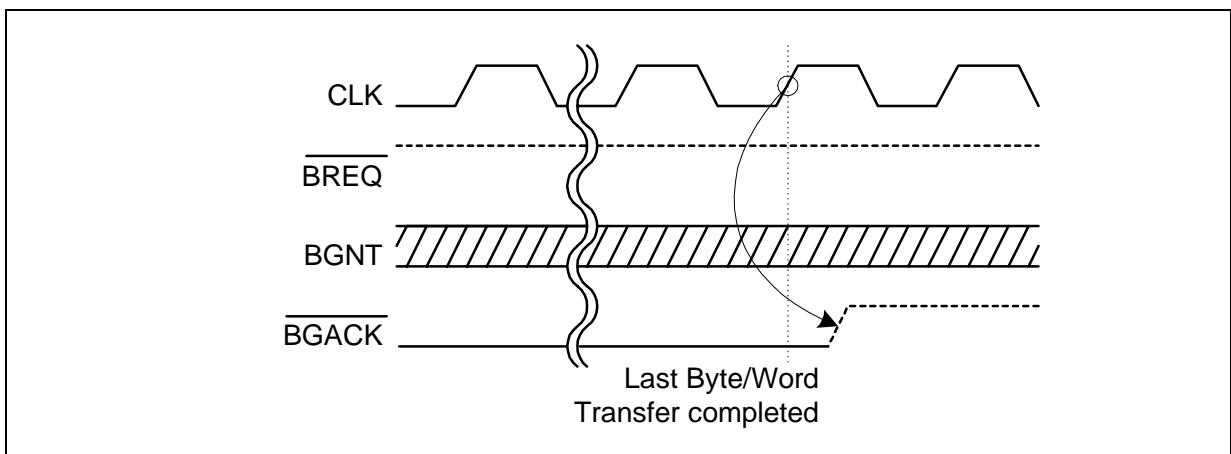 CLK
BREQ
BGNT
BGACK
Last Byte/Word
Transfer completed